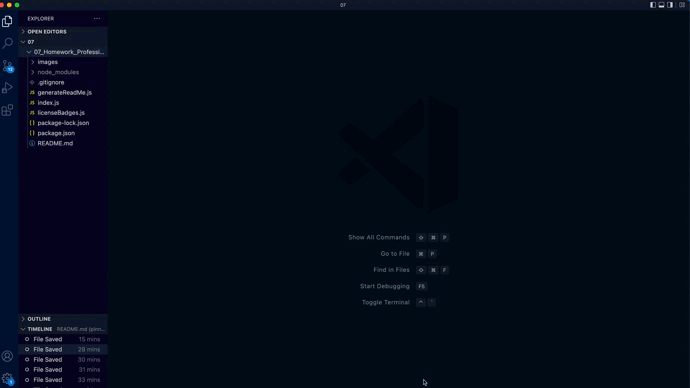 07
EXPLORER
OPEN EDITORS
07
07_Homework_Professi...
images
node_modules
.gitignore
JS generateReadMe.js
JS index.js
JS licenseBadges.js
{} package-lock.json
{} package.json
README.md
Show All Commands ⇧ ⌘ P
Go to File ⌘ P
Find in Files ⇧ ⌘ F
Start Debugging F5
Toggle Terminal ^ `
OUTLINE
TIMELINE README.md (pinn...
File Saved 15 mins
File Saved 28 mins
File Saved 30 mins
File Saved 31 mins
File Saved 33 mins
1